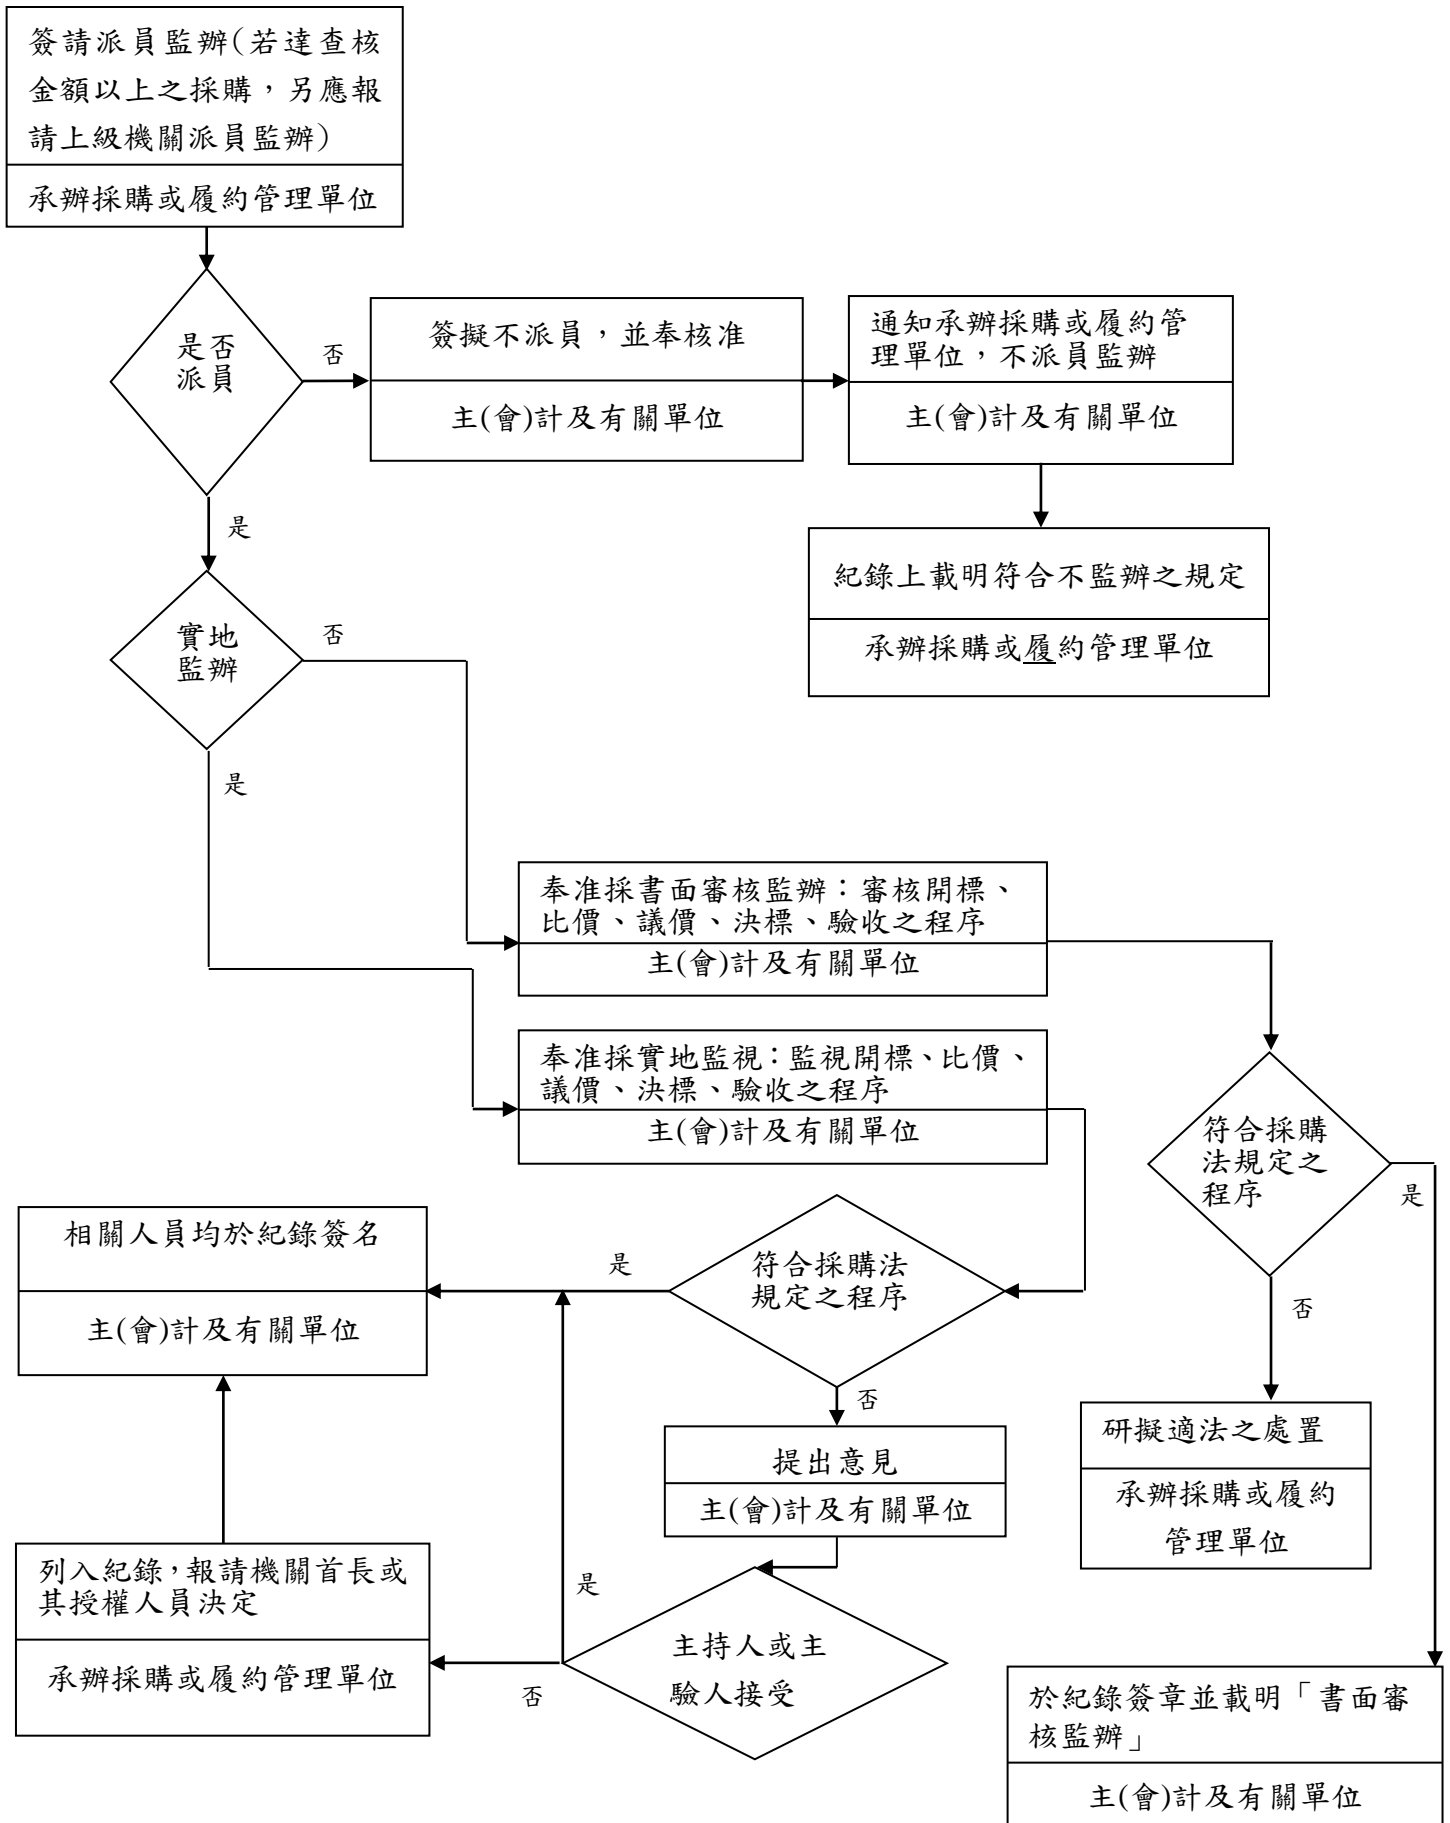 簽請派員監辦(若達查核
金額以上之採購，另應報
請上級機關派員監辦)
承辦採購或履約管理單位
是否
派員
否
簽擬不派員，並奉核准
主(會)計及有關單位
通知承辦採購或履約管
理單位，不派員監辦
主(會)計及有關單位
是
紀錄上載明符合不監辦之規定
承辦採購或履約管理單位
實地
監辦
否
是
奉准採書面審核監辦：審核開標、
比價、議價、決標、驗收之程序
主(會)計及有關單位
奉准採實地監視：監視開標、比價、
議價、決標、驗收之程序
主(會)計及有關單位
符合採購
法規定之
程序
是
否
相關人員均於紀錄簽名
主(會)計及有關單位
是
符合採購法
規定之程序
否
提出意見
主(會)計及有關單位
研擬適法之處置
承辦採購或履約
管理單位
列入紀錄，報請機關首長或
其授權人員決定
承辦採購或履約管理單位
是
否
主持人或主
驗人接受
於紀錄簽章並載明「書面審
核監辦」
主(會)計及有關單位